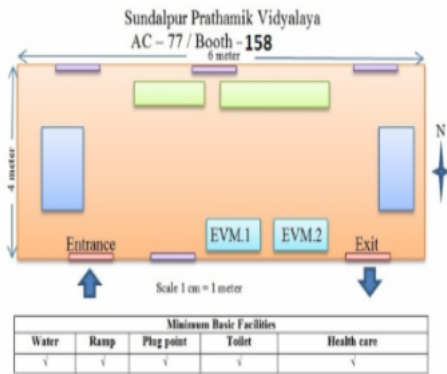 Sundalpur Prathamik Vidyalaya
AC – 77 / Booth – 158
6 meter
4 meter
N
EVM.1 EVM.2
Entrance Exit
Scale 1 cm = 1 meter
Minimum Basic Facilities
Water Ramp Plug point Toilet Health care
√ √ √ √ √